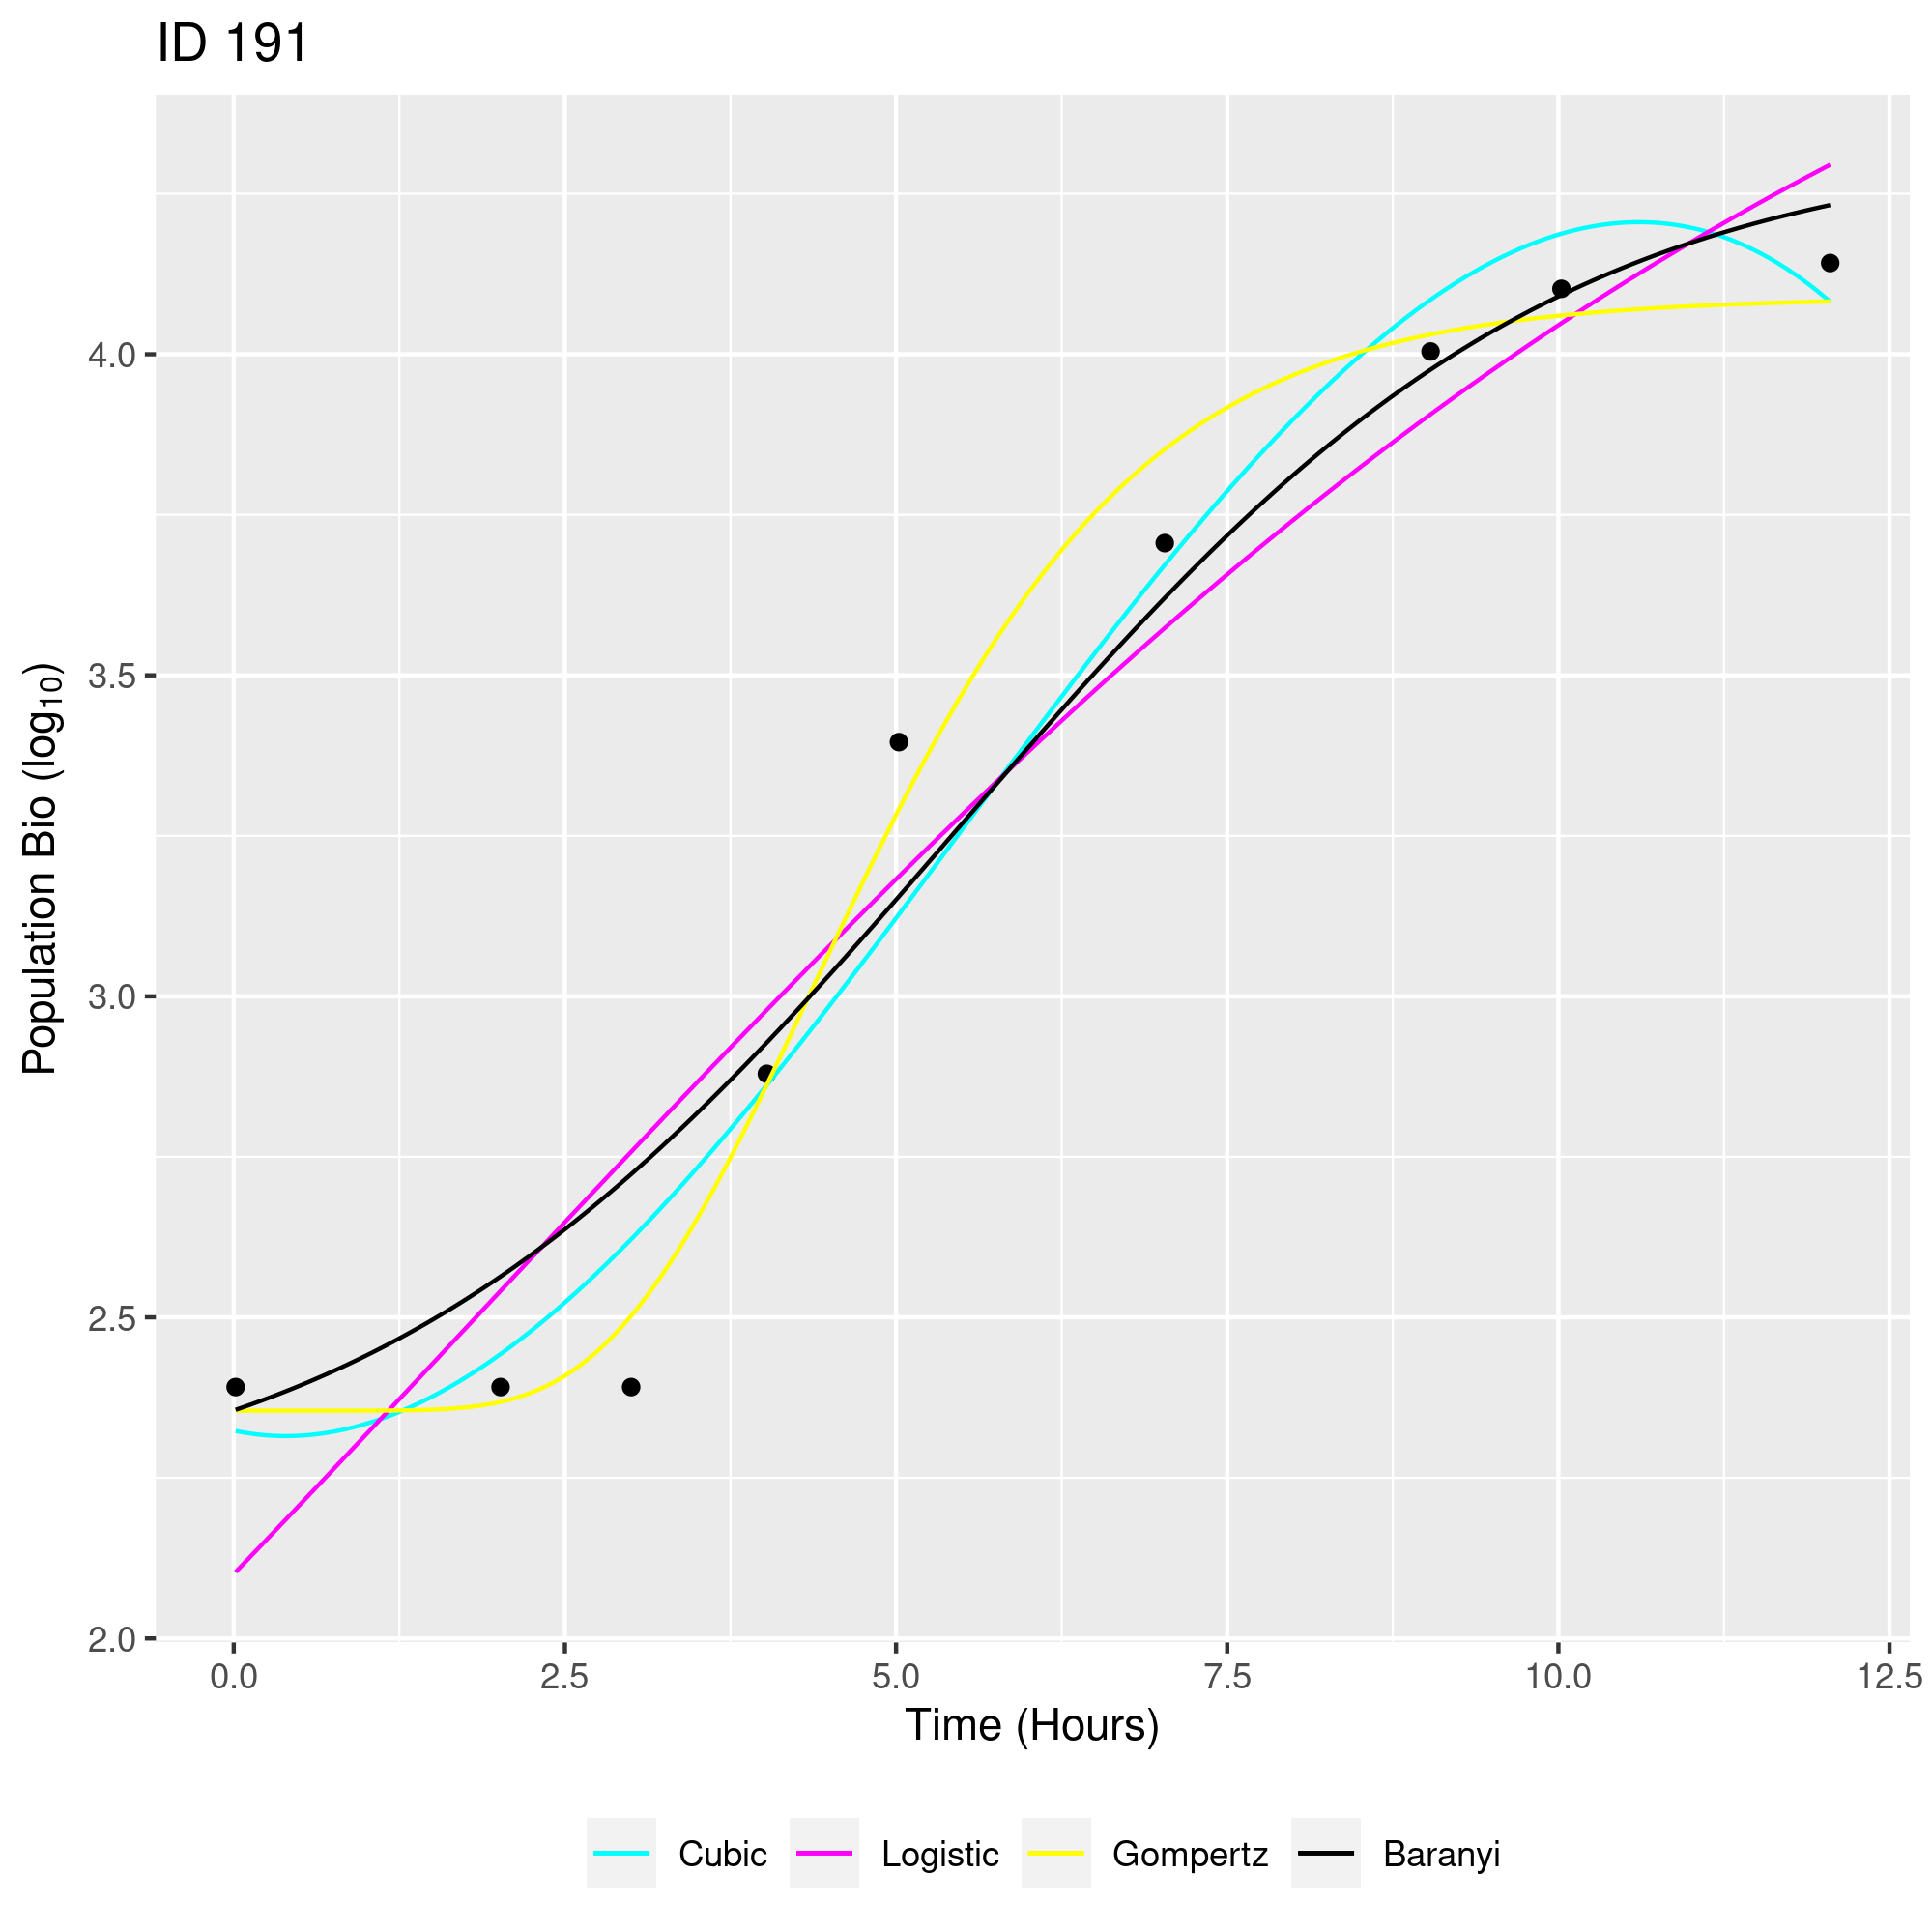 ID 191
Population Bio (log₁₀)
4.0
3.5
3.0
2.5
2.0
0.0 2.5 5.0 7.5 10.0 12.5
Time (Hours)
Cubic Logistic Gompertz Baranyi